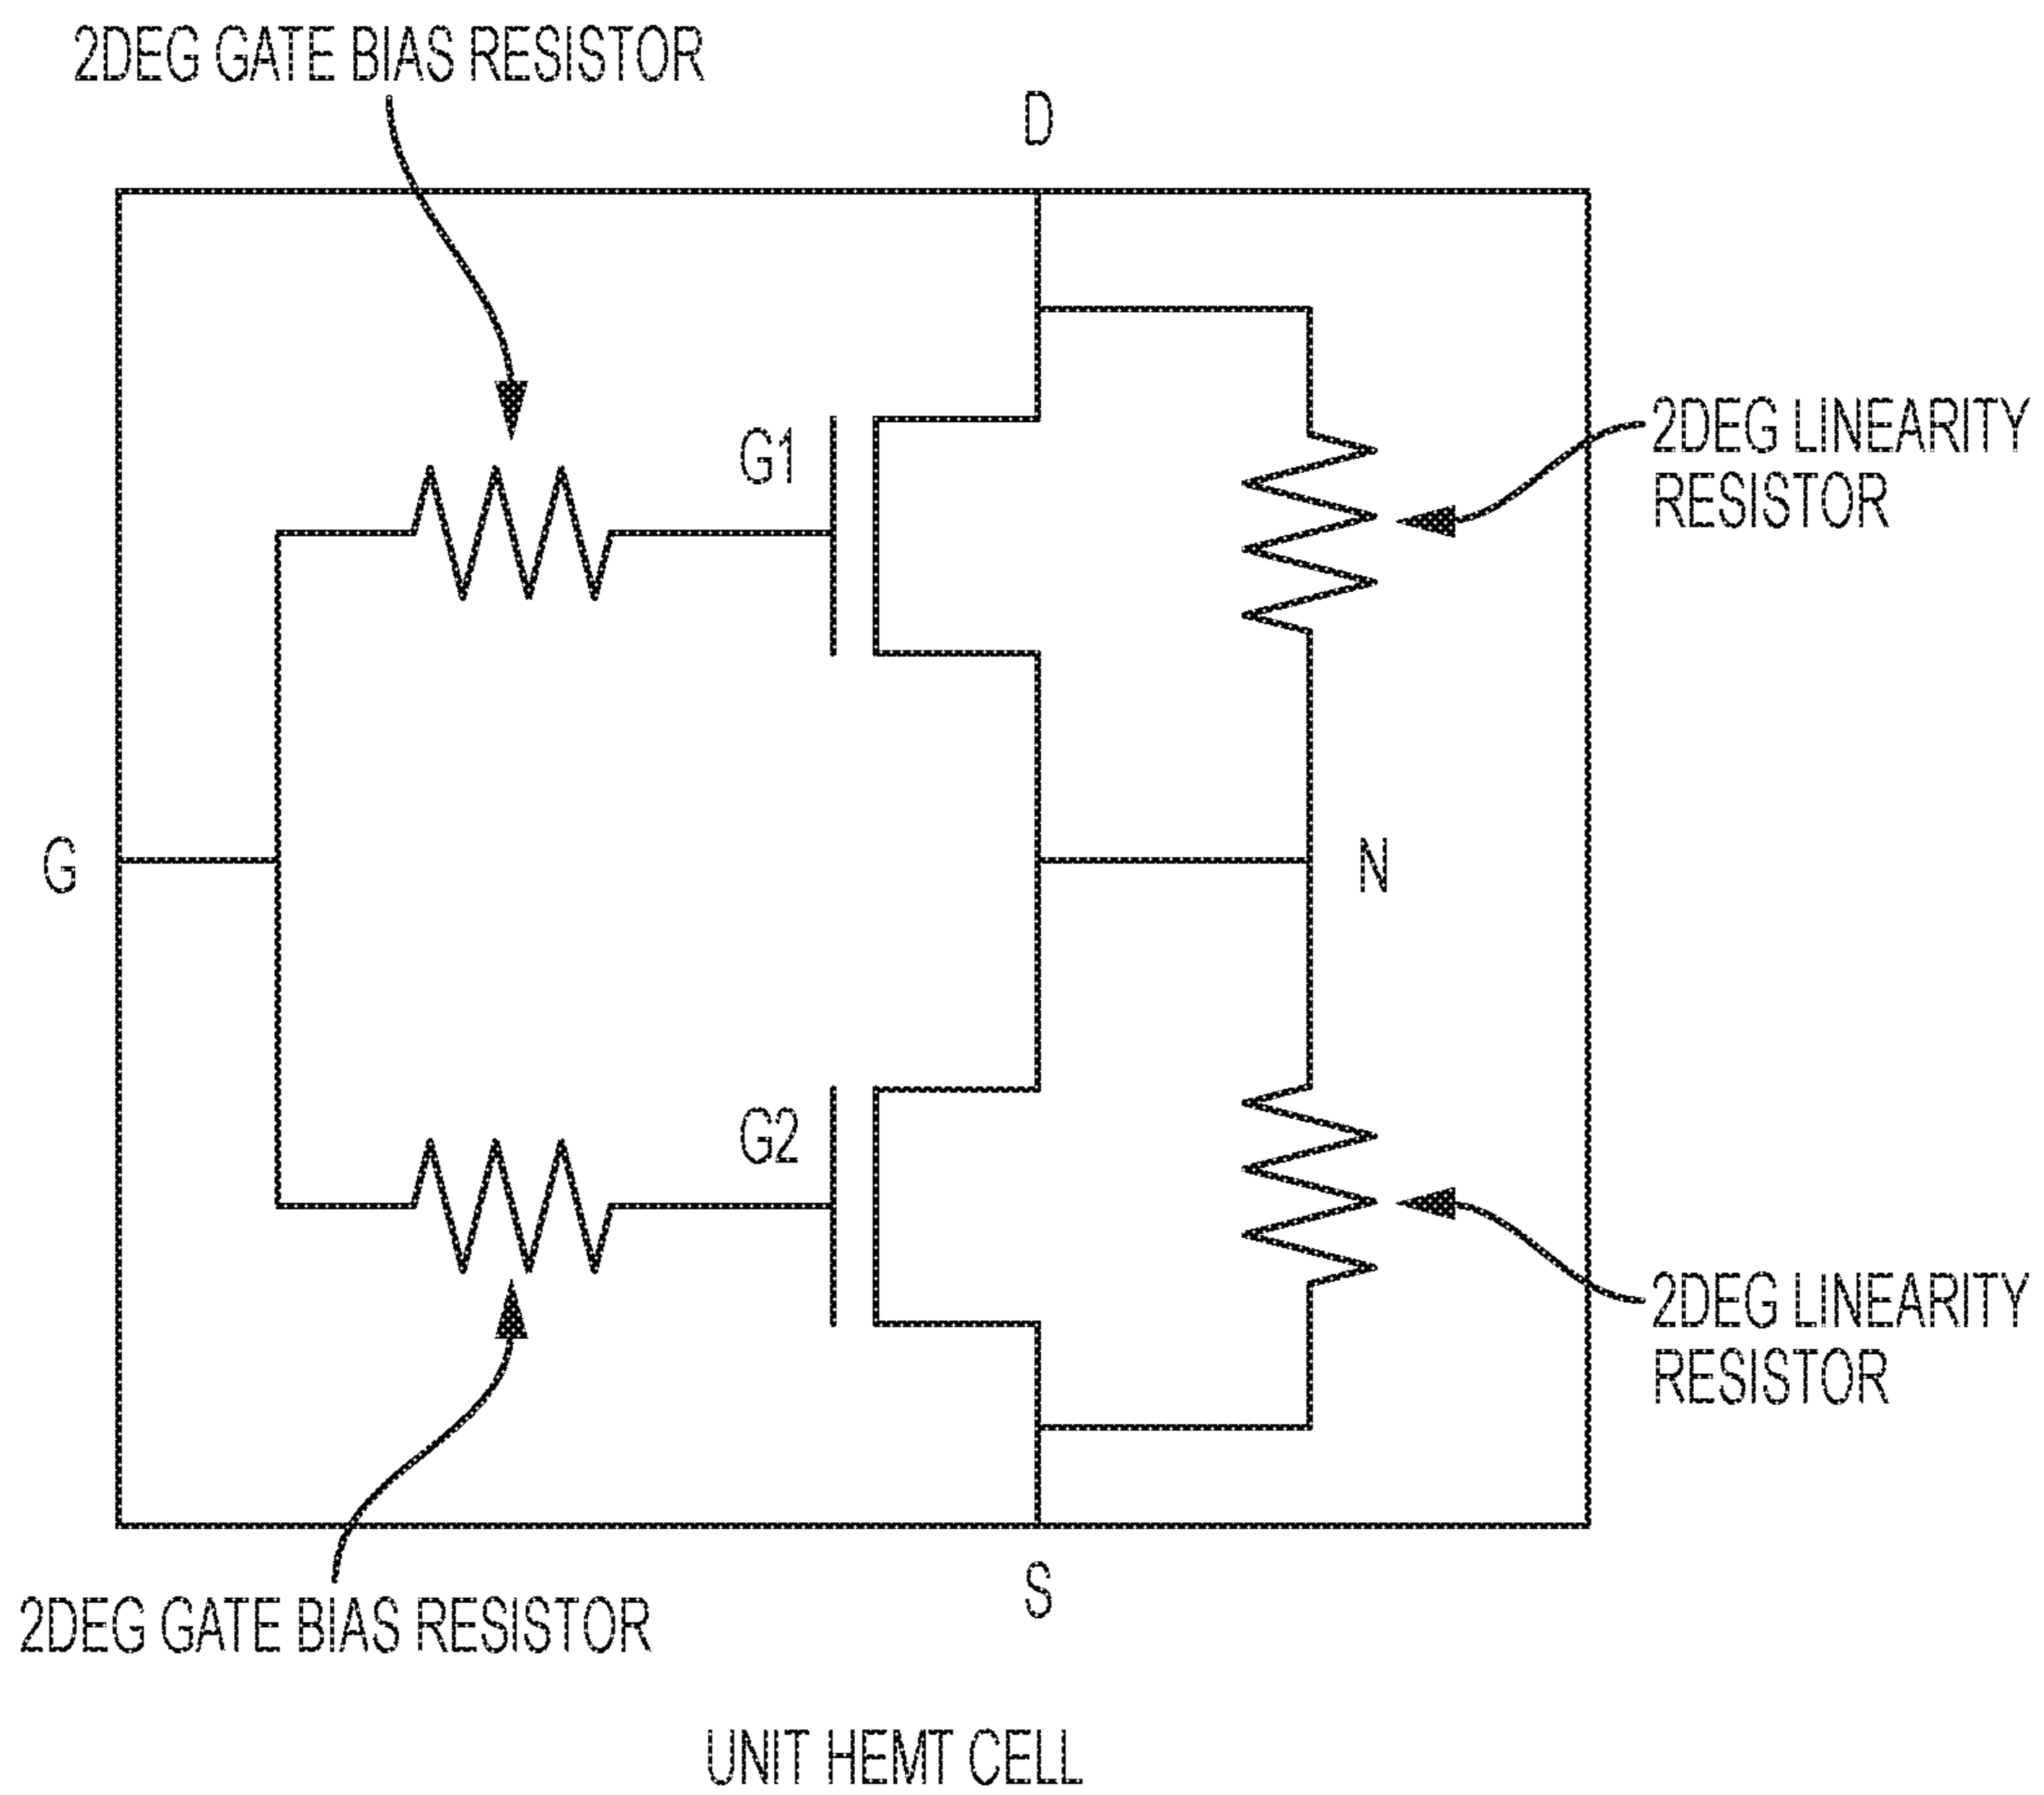 2DEG GATE BIAS RESISTOR
D
2DEG LINEARITY
RESISTOR
G1
G
N
G2
2DEG LINEARITY
RESISTOR
S
2DEG GATE BIAS RESISTOR
UNIT HEMT CELL